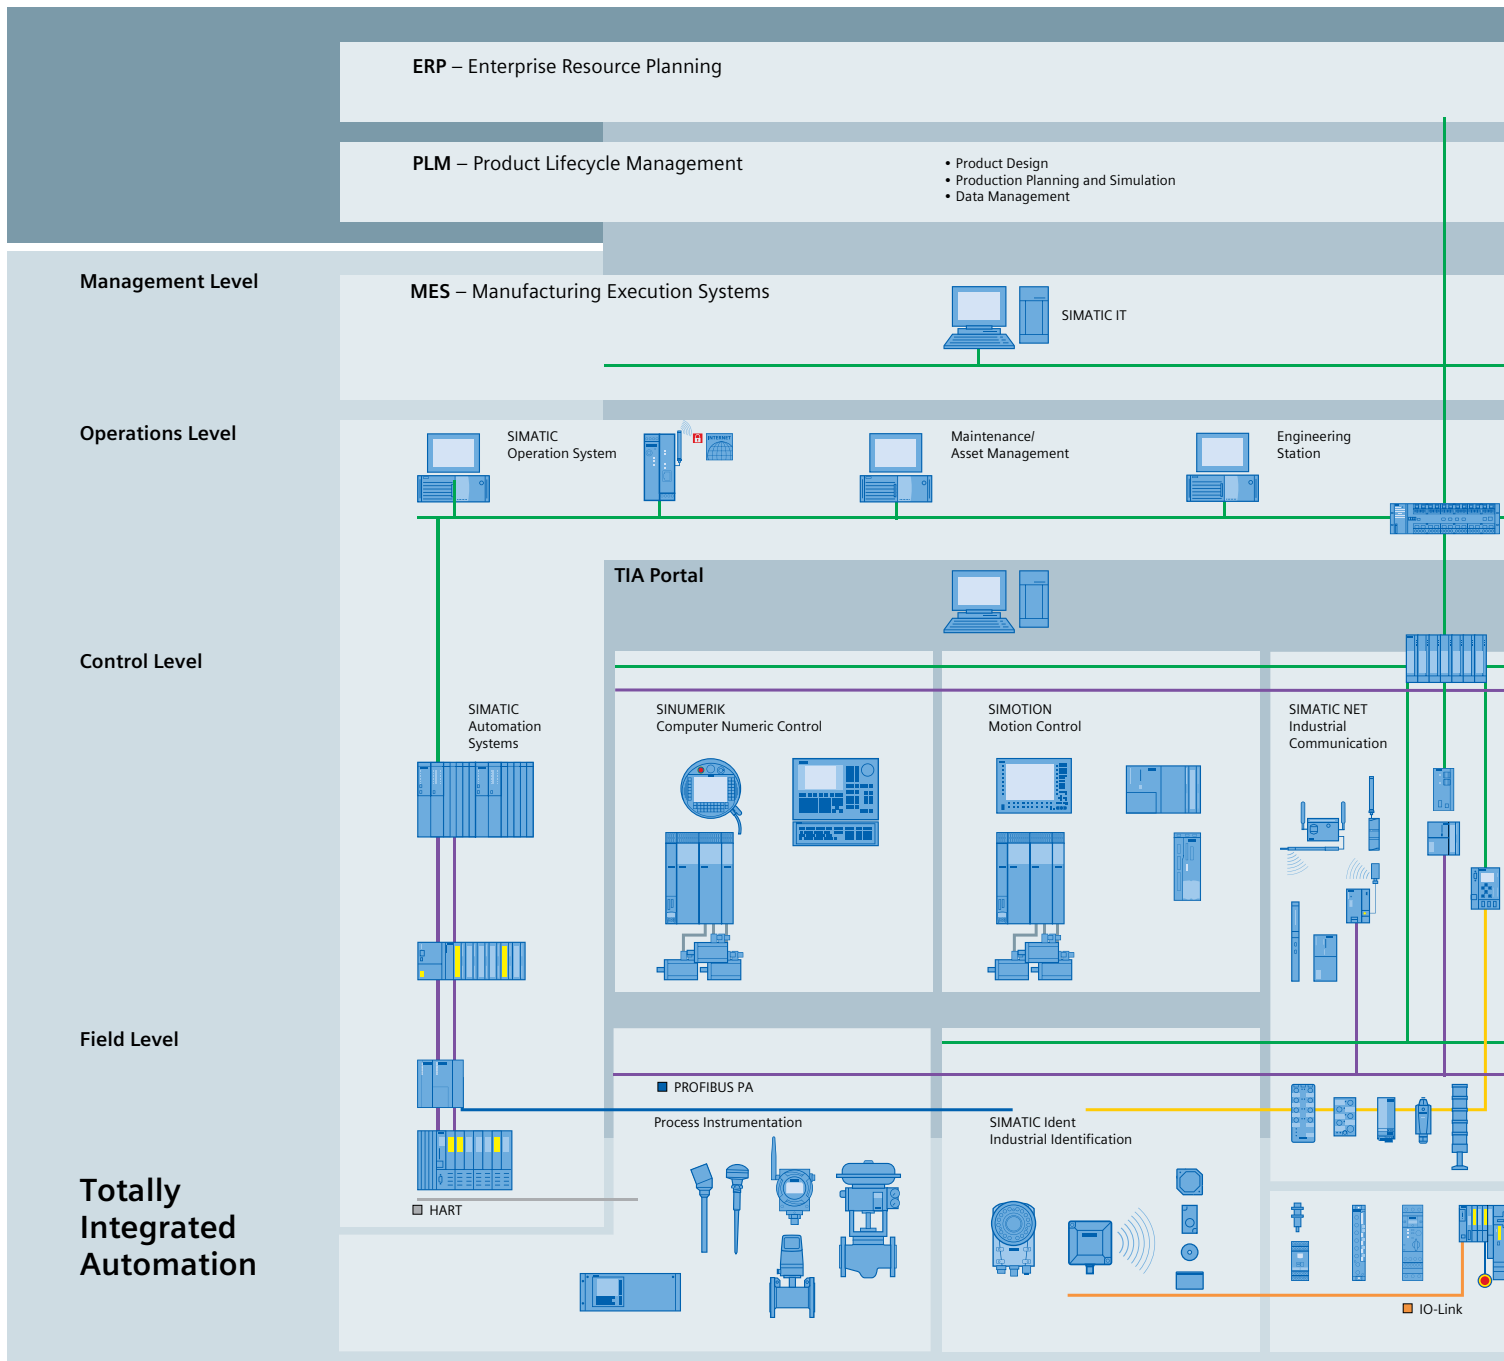 ERP – Enterprise Resource Planning
PLM – Product Lifecycle Management
• Product Design
• Production Planning and Simulation
• Data Management
Management Level
MES – Manufacturing Execution Systems
SIMATIC IT
Operations Level
SIMATIC
Operation System
INTERNET
Maintenance/
Asset Management
Engineering
Station
TIA Portal
Control Level
SIMATIC
Automation
Systems
SINUMERIK
Computer Numeric Control
SIMOTION
Motion Control
SIMATIC NET
Industrial
Communication
Field Level
PROFIBUS PA
Process Instrumentation
SIMATIC Ident
Industrial Identification
HART
IO-Link
Totally
Integrated
Automation